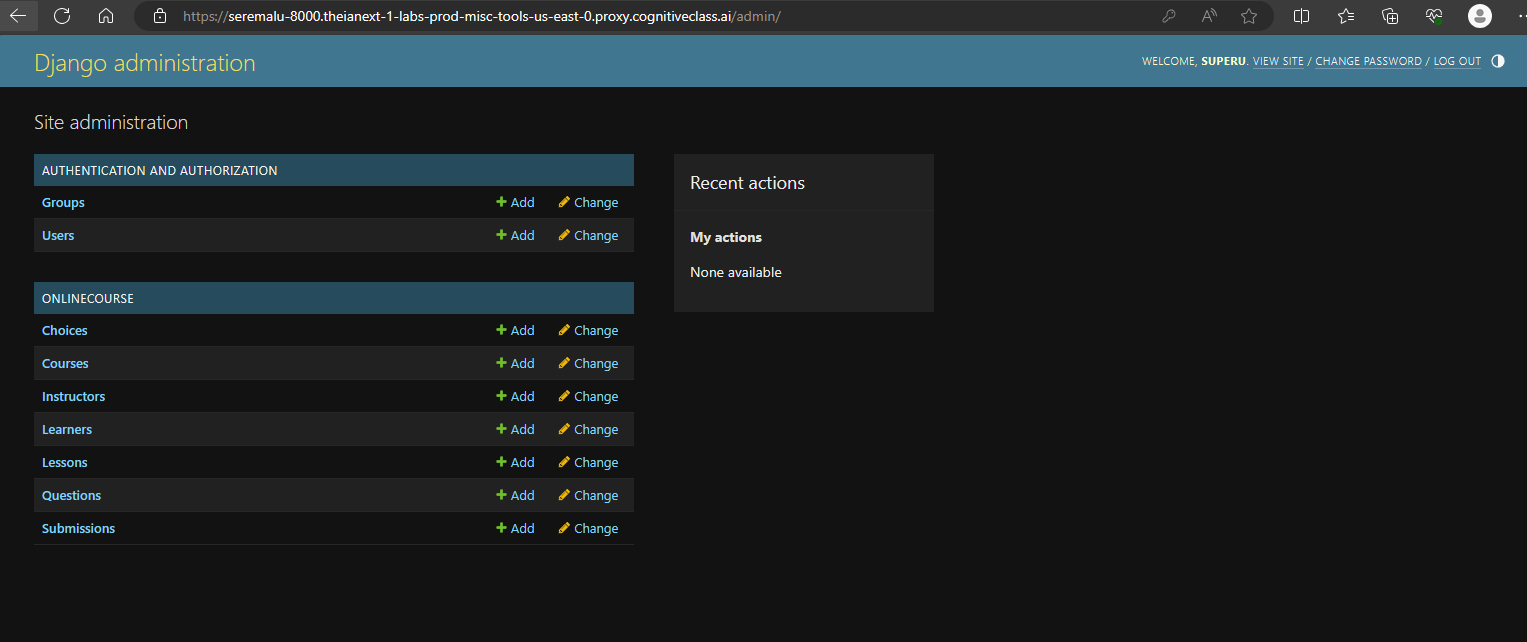 https://seremalu-8000.theianext-1-labs-prod-misc-tools-us-east-0.proxy.cognitiveclass.ai/admin/
Django administration
WELCOME, SUPERU. VIEW SITE / CHANGE PASSWORD / LOG OUT
Site administration
AUTHENTICATION AND AUTHORIZATION
Groups Add Change
Users Add Change
ONLINECOURSE
Choices Add Change
Courses Add Change
Instructors Add Change
Learners Add Change
Lessons Add Change
Questions Add Change
Submissions Add Change
Recent actions
My actions
None available